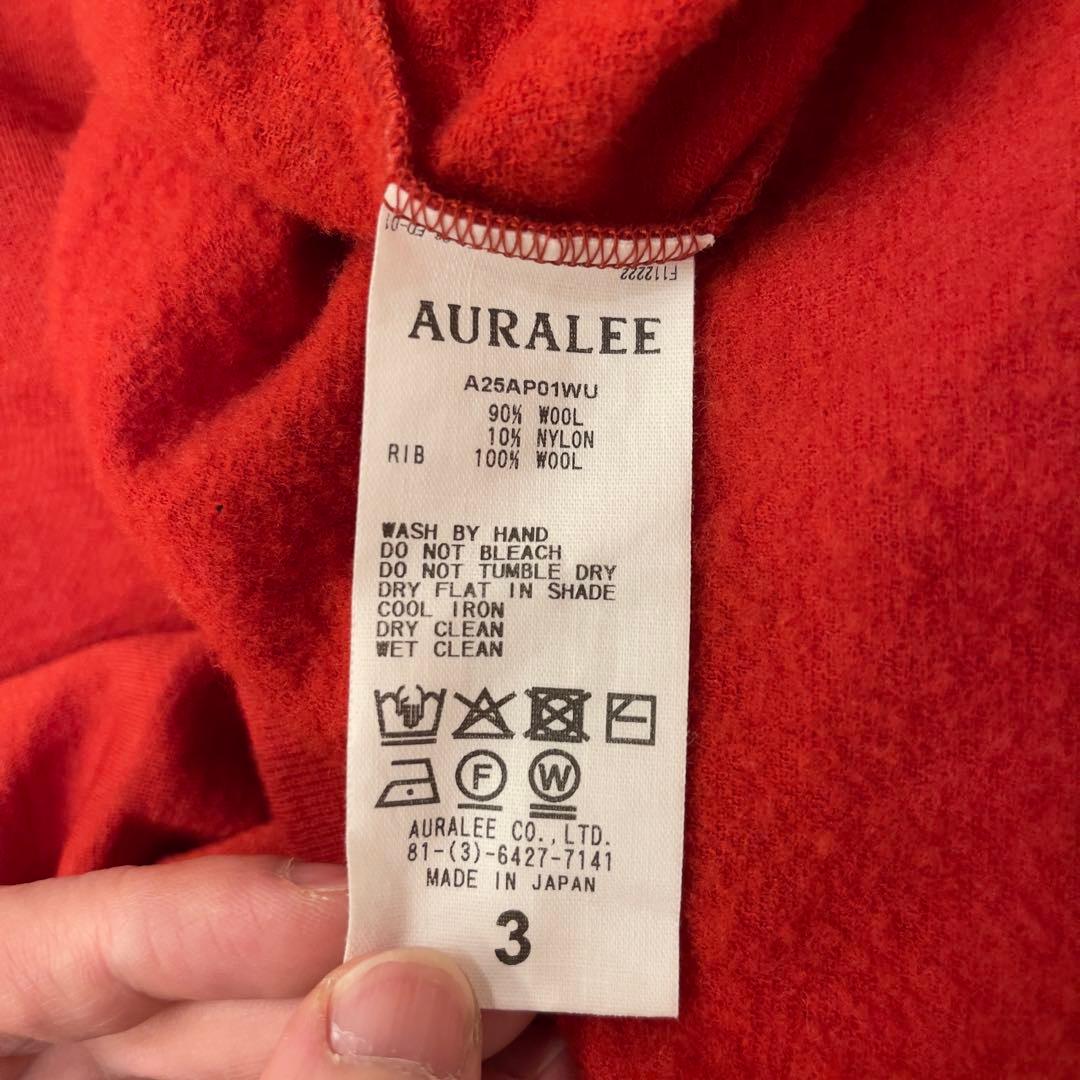 F112222
AURALEE
A25AP01WU
90% WOOL
10% NYLON
RIB 100% WOOL
WASH BY HAND
DO NOT BLEACH
DO NOT TUMBLE DRY
DRY FLAT IN SHADE
COOL IRON
DRY CLEAN
WET CLEAN
F W
AURALEE CO.,LTD.
81-(3)-6427-7141
MADE IN JAPAN
3